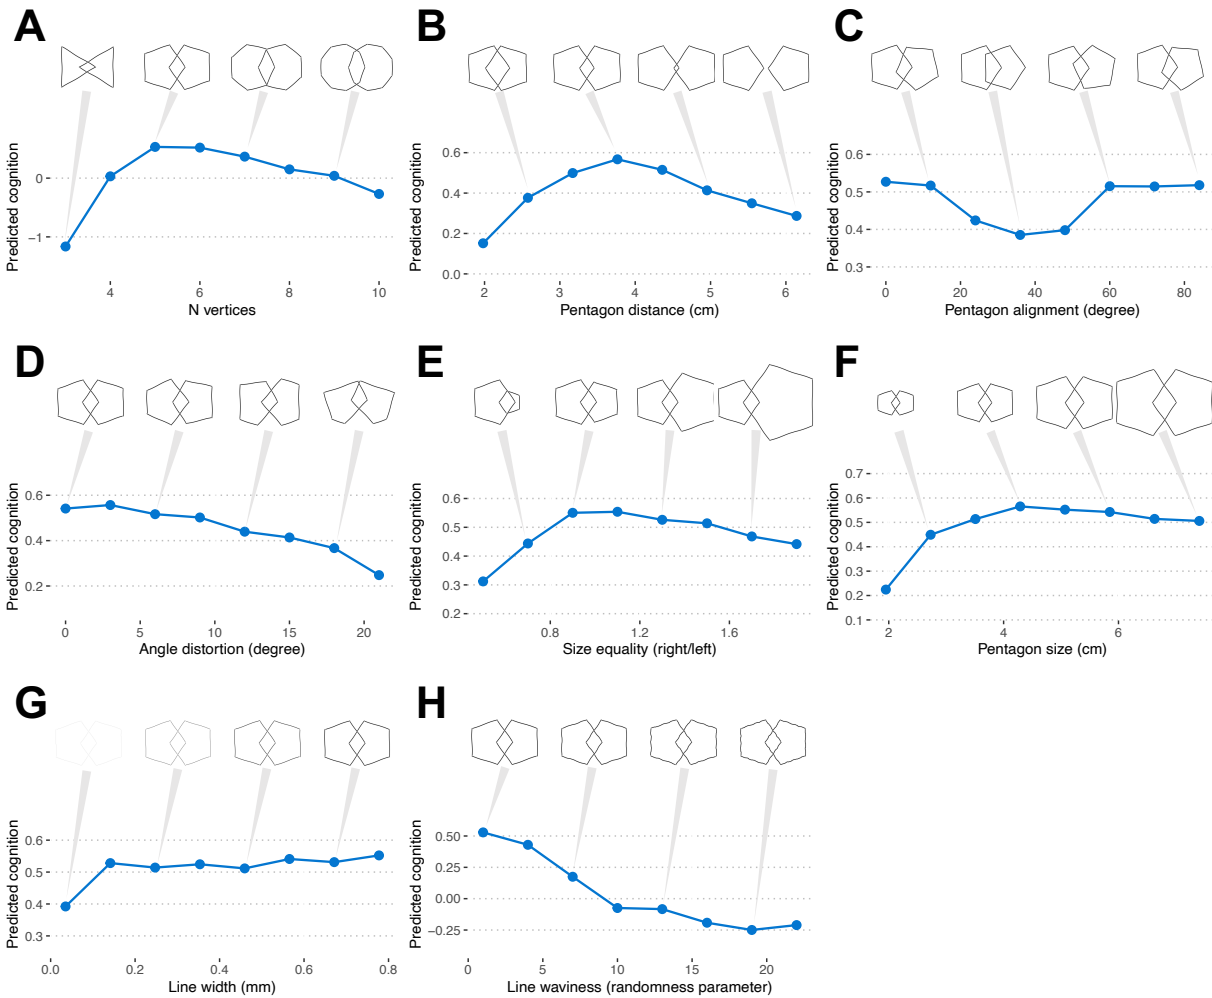 A
Predicted cognition
0
−1
4
6
8
10
N vertices
B
Predicted cognition
0.6
0.4
0.2
0.0
2
3
4
5
6
Pentagon distance (cm)
C
Predicted cognition
0.6
0.5
0.4
0.3
0
20
40
60
80
Pentagon alignment (degree)
D
Predicted cognition
0.6
0.4
0.2
0
5
10
15
20
Angle distortion (degree)
E
Predicted cognition
0.6
0.5
0.4
0.3
0.2
0.8
1.2
1.6
Size equality (right/left)
F
Predicted cognition
0.7
0.6
0.5
0.4
0.3
0.2
0.1
2
4
6
Pentagon size (cm)
G
Predicted cognition
0.6
0.5
0.4
0.3
0.0
0.2
0.4
0.6
0.8
Line width (mm)
H
Predicted cognition
0.50
0.25
0.00
−0.25
0
5
10
15
20
Line waviness (randomness parameter)